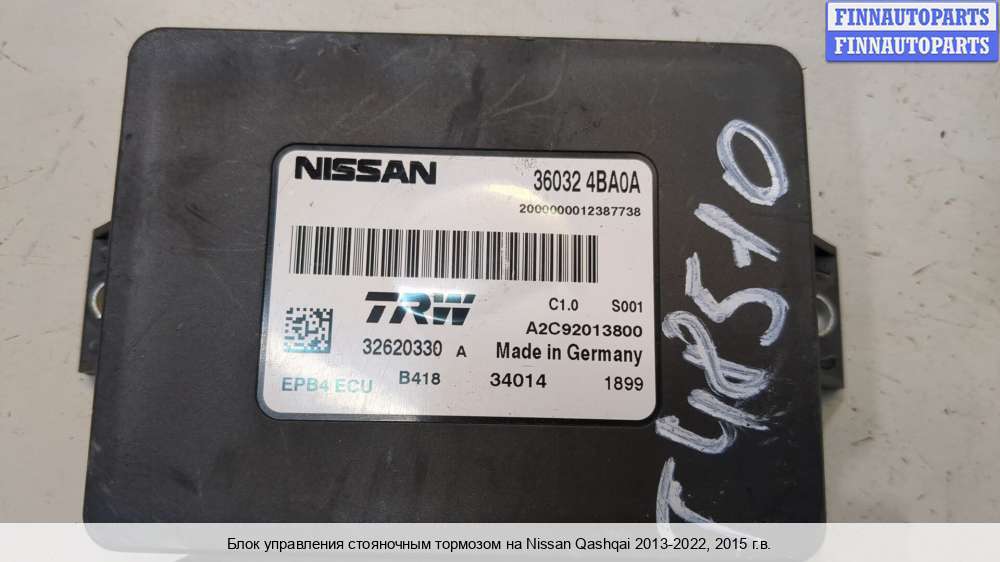 FINNAUTOPARTS
FINNAUTOPARTS
NISSAN
36032 4BA0A
2000000012387738
TRW
C1.0 S001
A2C92013800
32620330 A
Made in Germany
EPB4 ECU B418 34014 1899
T48510
Блок управления стояночным тормозом на Nissan Qashqai 2013-2022, 2015 г.в.